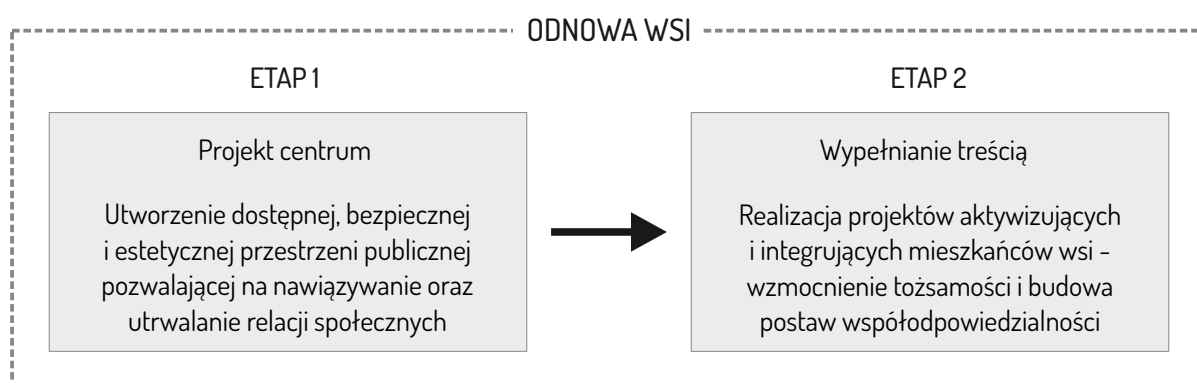 ODNOWA WSI
ETAP 1
Projekt centrum
Utworzenie dostępnej, bezpiecznej
i estetycznej przestrzeni publicznej
pozwalającej na nawiązywanie oraz
utrwalanie relacji społecznych
ETAP 2
Wypełnianie treścią
Realizacja projektów aktywizujących
i integrujących mieszkańców wsi -
wzmocnienie tożsamości i budowa
postaw współodpowiedzialności